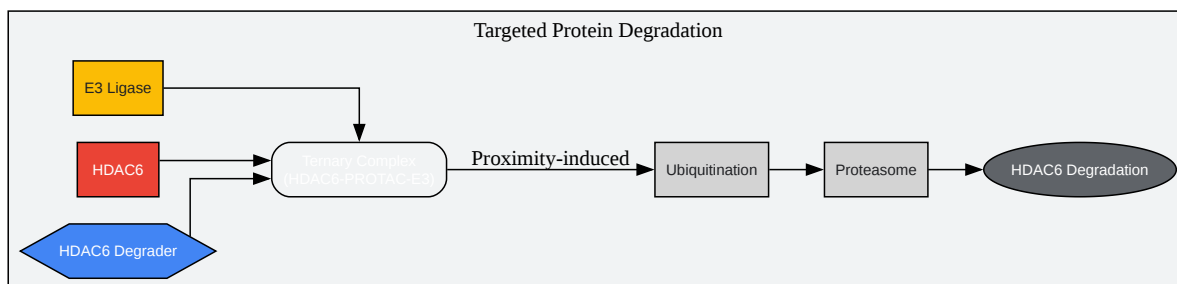 Targeted Protein Degradation
E3 Ligase
HDAC6
HDAC6 Degrader
Ternary Complex
(HDAC6-PROTAC-E3)
Proximity-induced
Ubiquitination
Proteasome
HDAC6 Degradation